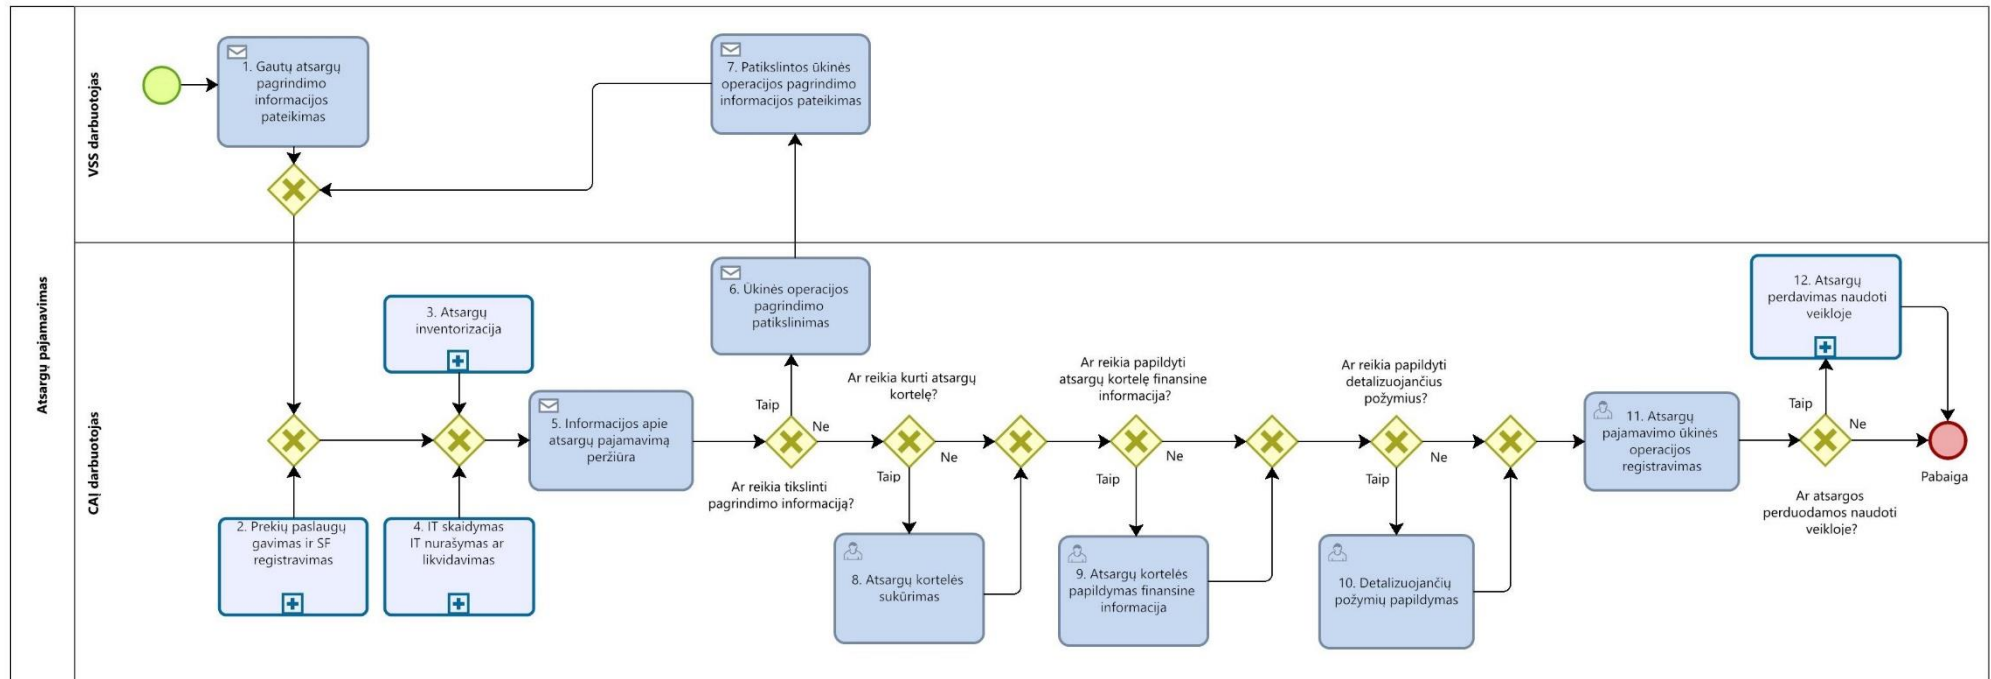 Atsargų pajamavimas
VSS darbuotojas
1. Gautų atsargų
pagrindimo
informacijos
pateikimas
7. Patikslintos ūkinės
operacijos pagrindimo
informacijos pateikimas
CAĮ darbuotojas
2. Prekių paslaugų
gavimas ir SF
registravimas
3. Atsargų
inventorizacija
4. IT skaidymas
IT nurašymas ar
likvidavimas
5. Informacijos apie
atsargų pajamavimą
peržiūra
6. Ūkinės operacijos
pagrindimo
patikslinimas
Taip
Ne
Ar reikia tikslinti
pagrindimo informaciją?
Ar reikia kurti atsargų
kortelę?
Ne
Taip
8. Atsargų kortelės
sukūrimas
Ar reikia papildyti
atsargų kortelę finansine
informacija?
Ne
Taip
9. Atsargų kortelės
papildymas finansine
informacija
Ar reikia papildyti
detalizuojančius
požymius?
Ne
Taip
10. Detalizuojančių
požymių papildymas
11. Atsargų
pajamavimo ūkinės
operacijos
registravimas
12. Atsargų
perdavimas naudoti
veikloje
Taip
Ne
Ar atsargos
perduodamos naudoti
veikloje?
Pabaiga